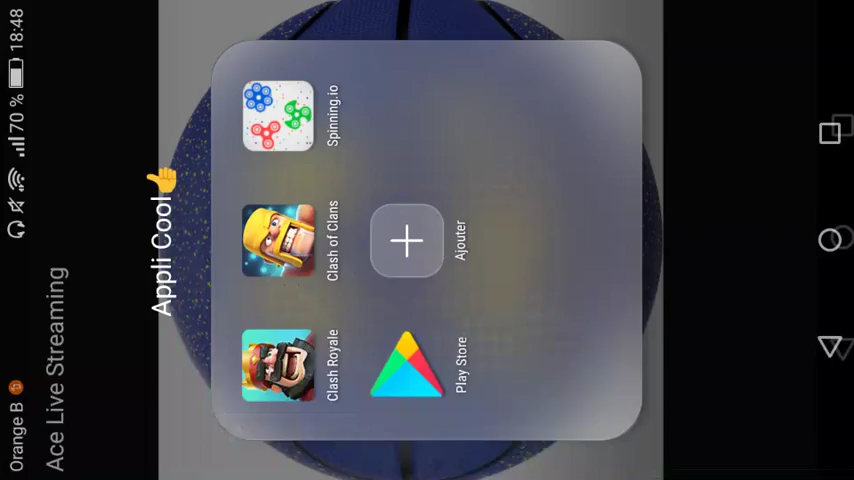 Orange B 18:48
70 %
Ace Live Streaming
Appli Cool👍
Clash Royale
Clash of Clans
Spinning.io
Play Store
Ajouter